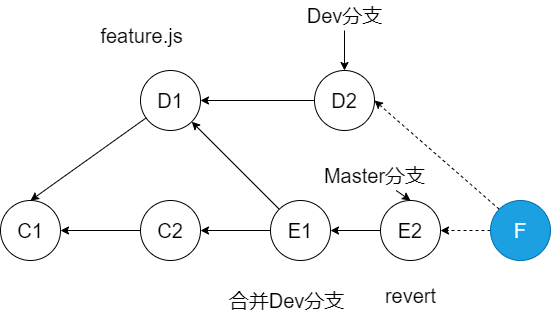 Dev分支
feature.js
D1
D2
Master分支
C1
C2
E1
E2
F
合并Dev分支
revert